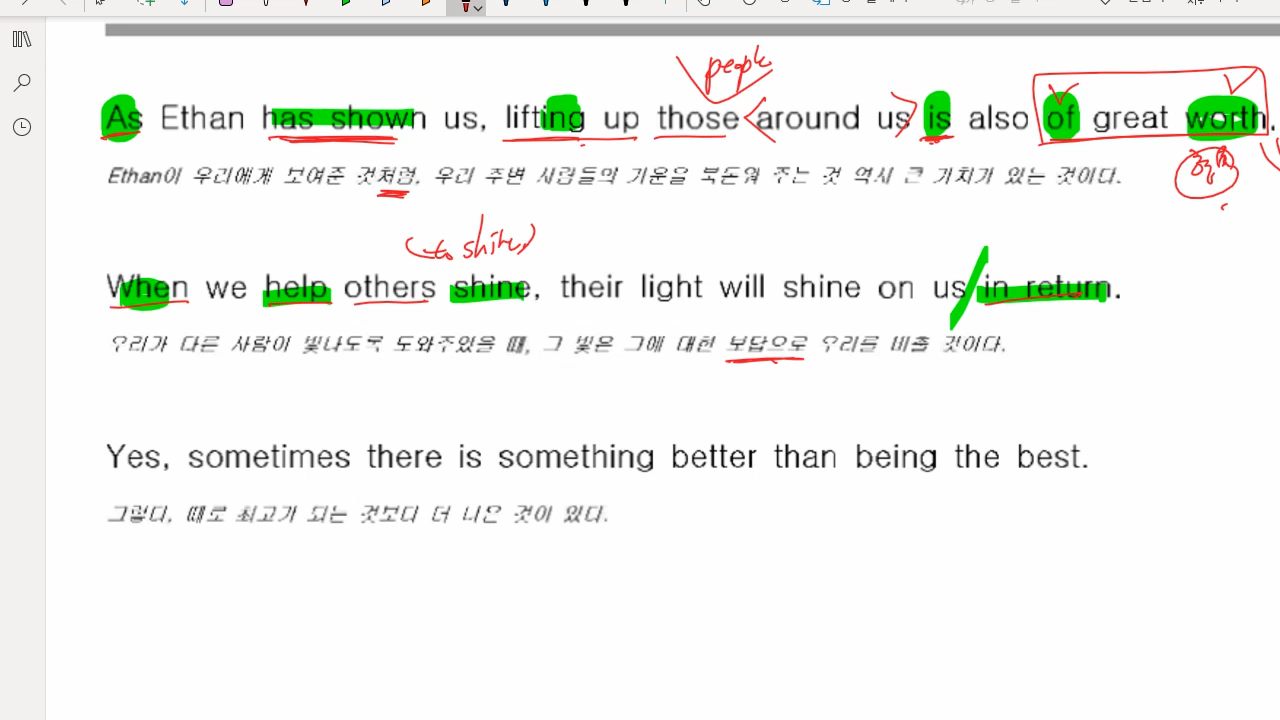 people
As Ethan has shown us, lifting up those around us is also of great worth.
Ethan이 우리에게 보여준 것처럼, 우리 주변 사람들의 기운을 북돋워 주는 것 역시 큰 가치가 있는 것이다.
(to shine)
When we help others shine, their light will shine on us in return.
우리가 다른 사람이 빛나도록 도와주었을 때, 그 빛은 그에 대한 보답으로 우리를 비출 것이다.
Yes, sometimes there is something better than being the best.
그렇다, 때로 최고가 되는 것보다 더 나은 것이 있다.